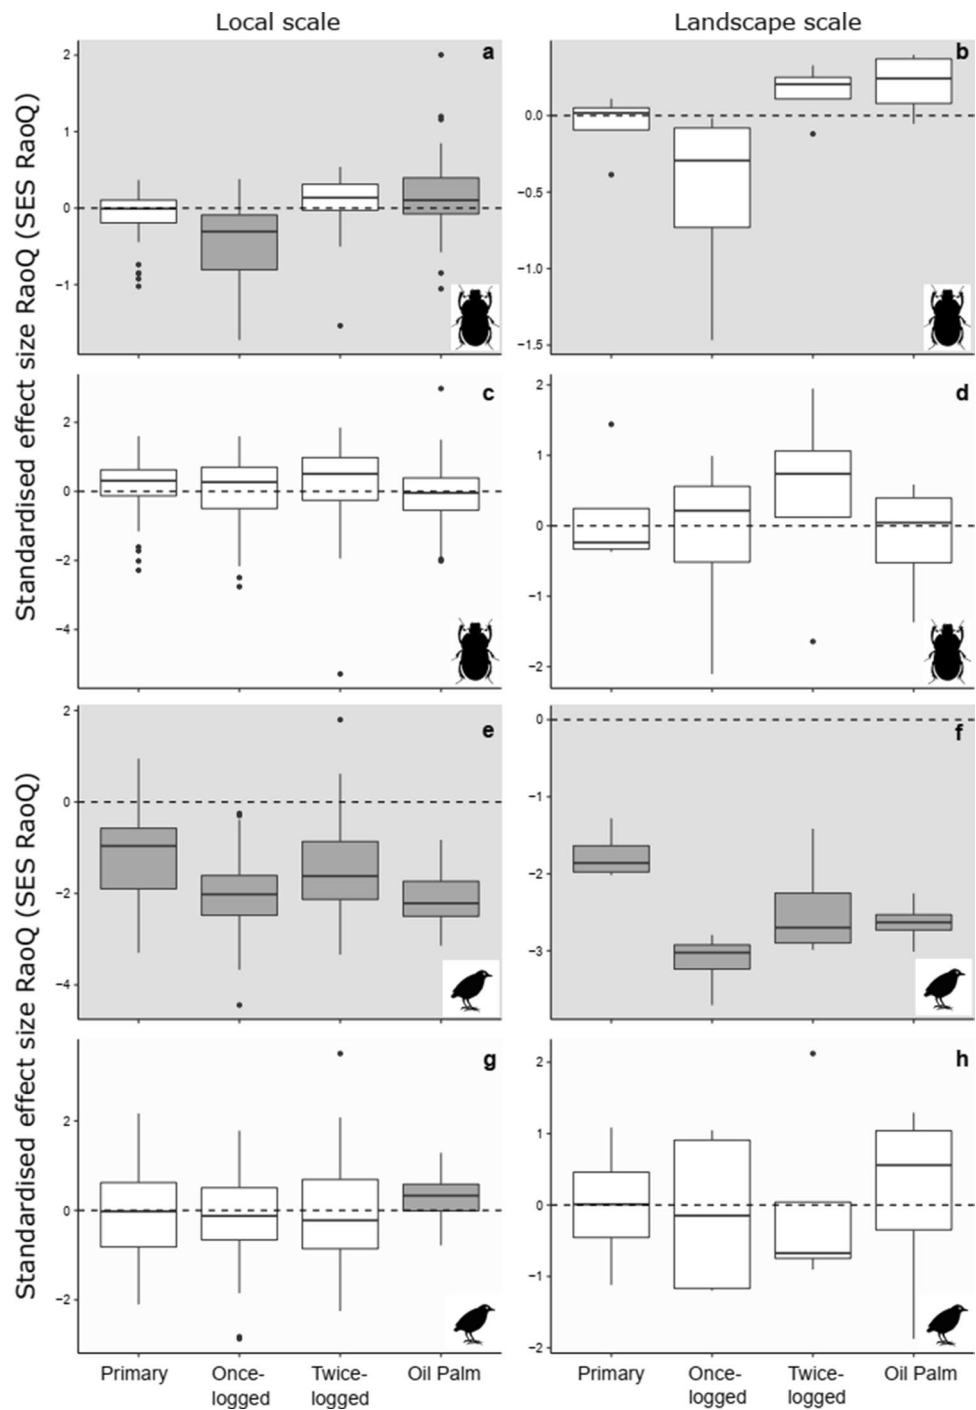 Local scale
Landscape scale
Standardised effect size RaoQ (SES RaoQ)
a
2
1
0
−1
b
0.0
−0.5
−1.0
−1.5
c
2
0
−2
−4
d
2
1
0
−1
−2
Standardised effect size RaoQ (SES RaoQ)
e
2
0
−2
−4
f
0
−1
−2
−3
g
2
0
−2
h
2
1
0
−1
−2
Primary
Once-
logged
Twice-
logged
Oil Palm
Primary
Once-
logged
Twice-
logged
Oil Palm